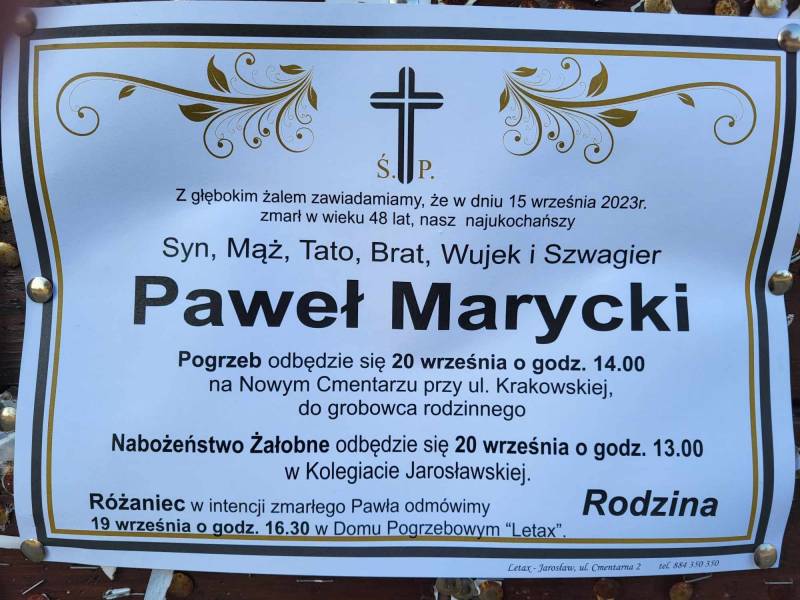 Ś. P.
Z głębokim żalem zawiadamiamy, że w dniu 15 września 2023r.
zmarł w wieku 48 lat, nasz najukochańszy
Syn, Mąż, Tato, Brat, Wujek i Szwagier
Paweł Marycki
Pogrzeb odbędzie się 20 września o godz. 14.00
na Nowym Cmentarzu przy ul. Krakowskiej,
do grobowca rodzinnego
Nabożeństwo Żałobne odbędzie się 20 września o godz. 13.00
w Kolegiacie Jarosławskiej.
Różaniec w intencji zmarłego Pawła odmówimy
19 września o godz. 16.30 w Domu Pogrzebowym “Letax”.
Rodzina
Letax - Jarosław, ul. Cmentarna 2 tel. 884 350 350